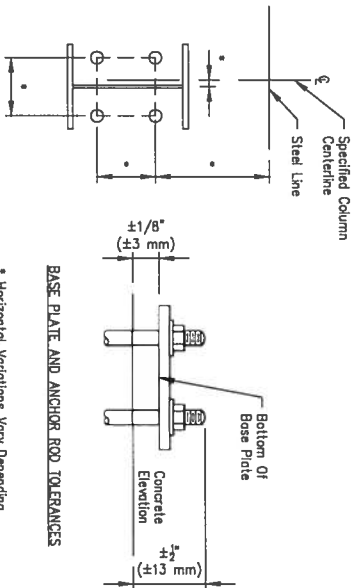 Specified Column
Centerline
℄
Steel Line
*
*
*
*
±1/8"
(±3 mm)
Bottom Of
Base Plate
Concrete
Elevation
±½"
(±13 mm)
BASE PLATE AND ANCHOR ROD TOLERANCES
* Horizontal Variations Vary Depending